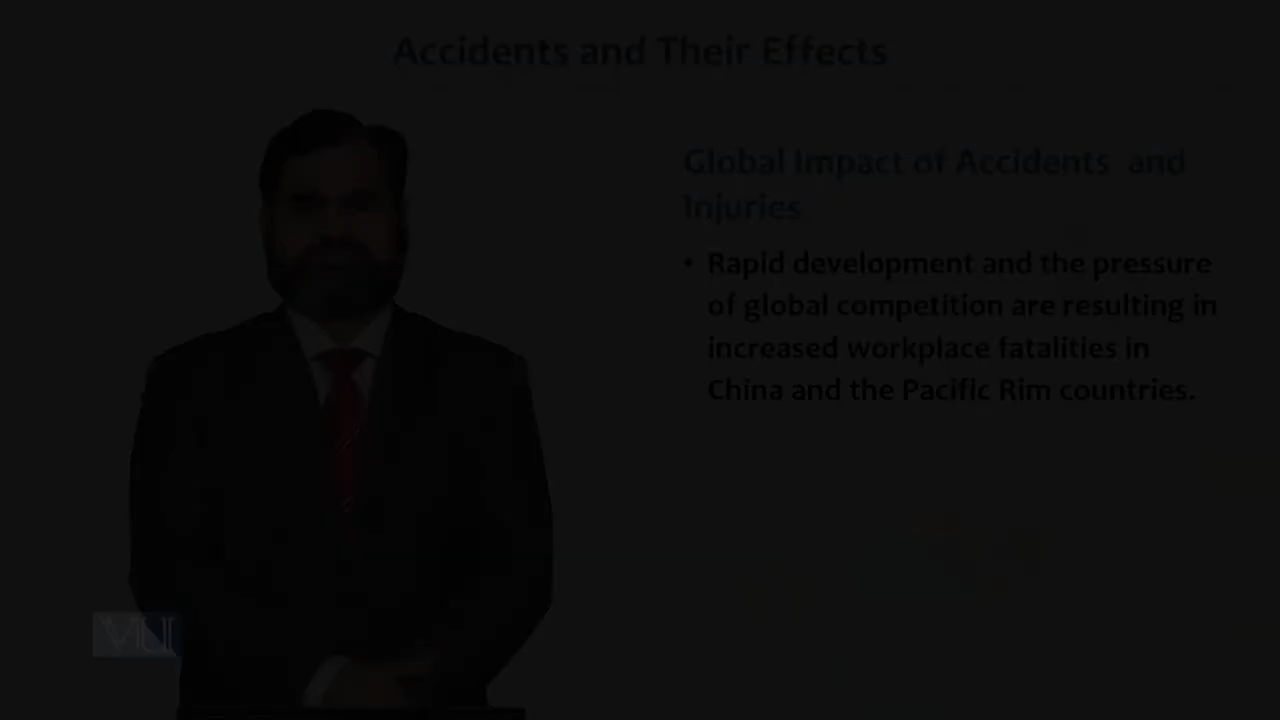 Accidents and Their Effects
Global Impact of Accidents and
Injuries
• Rapid development and the pressure
of global competition are resulting in
increased workplace fatalities in
China and the Pacific Rim countries.
VU